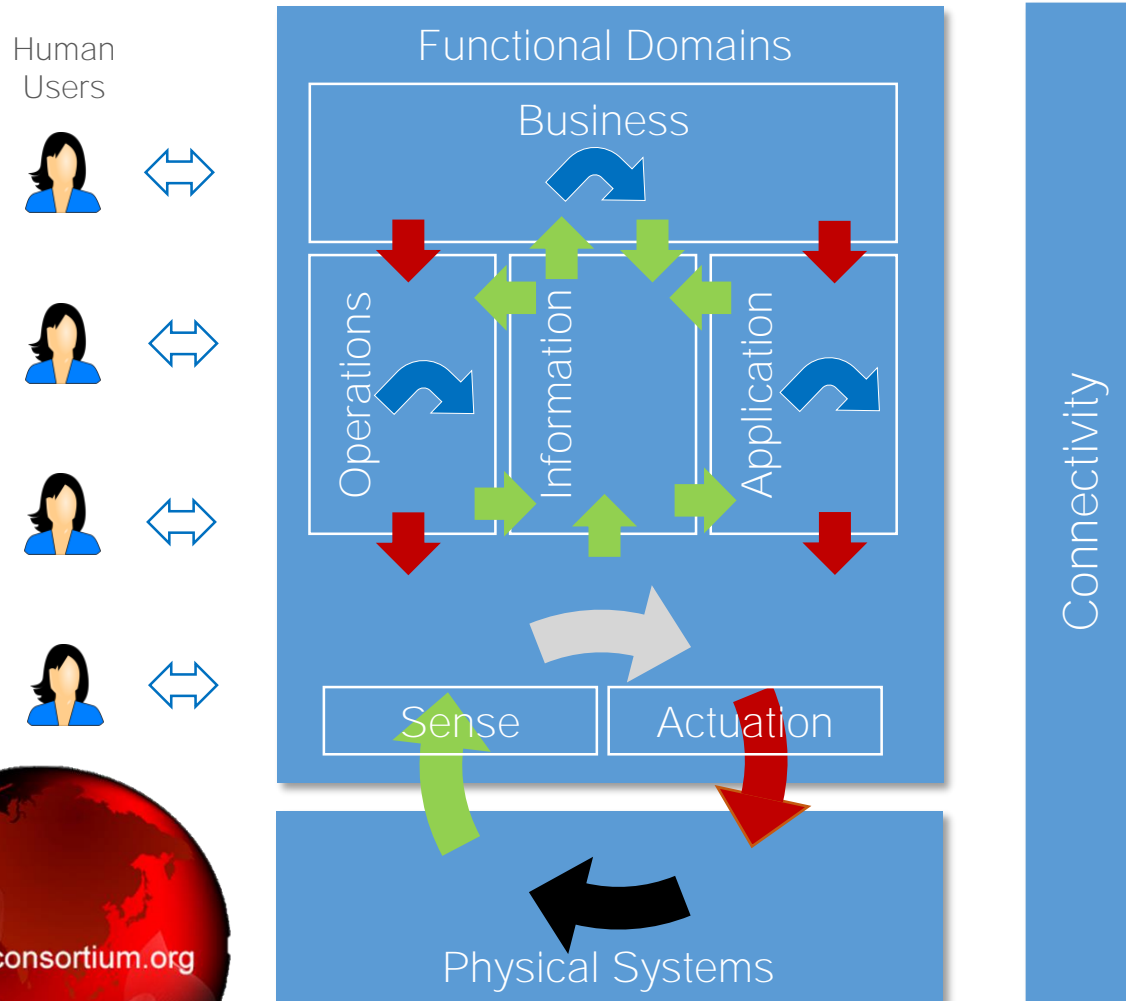 Human
Users
Functional Domains
Business
Operations
Information
Application
Sense
Actuation
Physical Systems
Connectivity
consortium.org